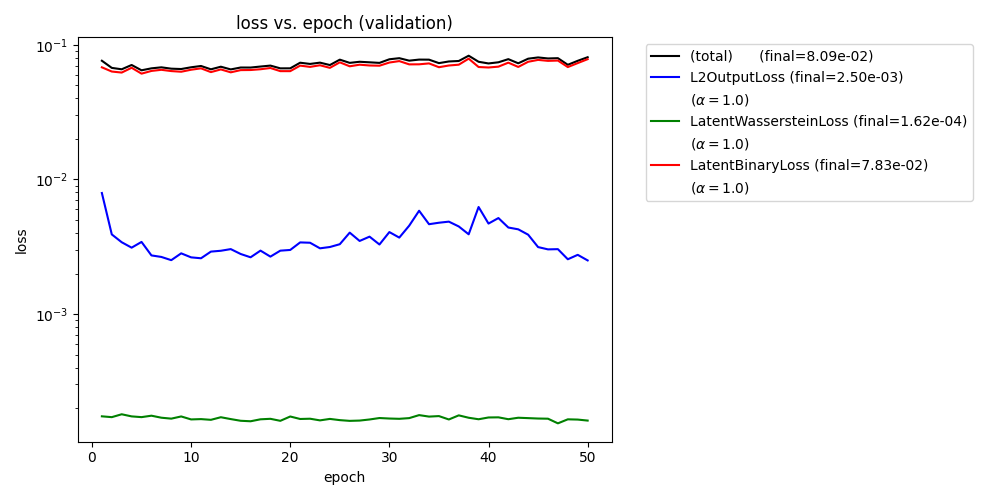 loss vs. epoch (validation)
10⁻¹
10⁻²
10⁻³
loss
0
10
20
30
40
50
epoch
(total) (final=8.09e-02)
L2OutputLoss (final=2.50e-03)
(α = 1.0)
LatentWassersteinLoss (final=1.62e-04)
(α = 1.0)
LatentBinaryLoss (final=7.83e-02)
(α = 1.0)